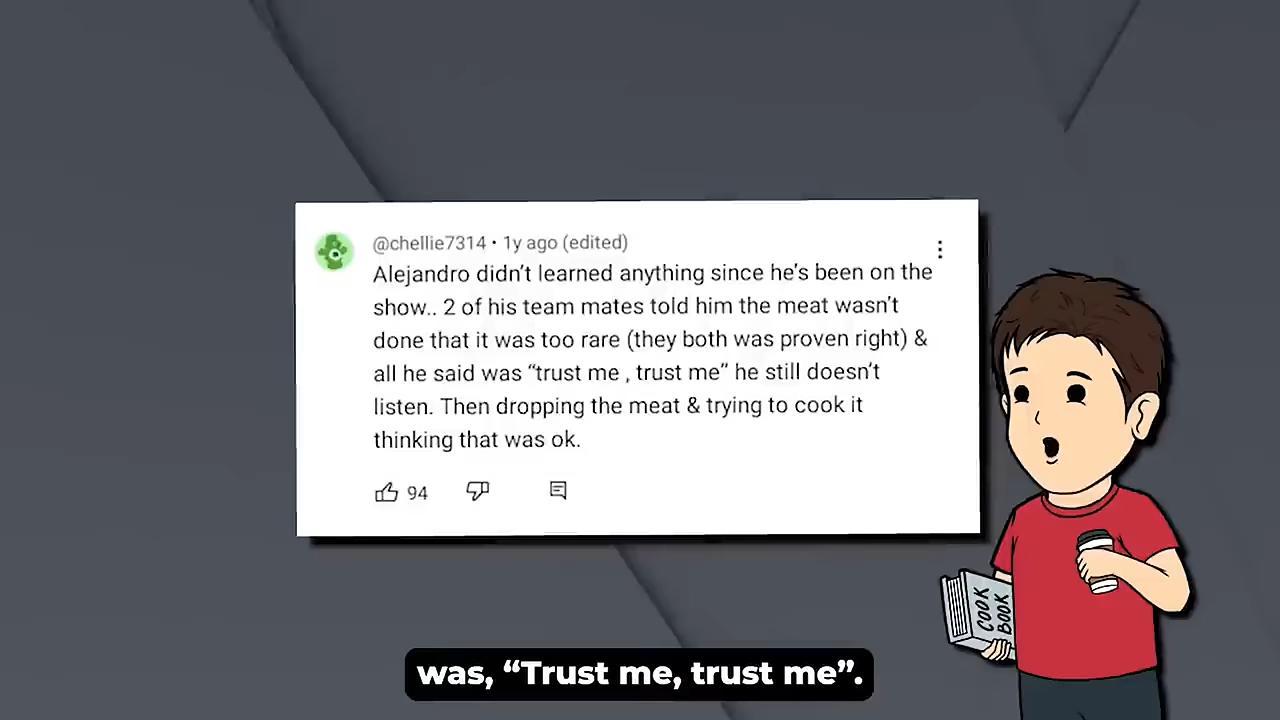 @chellie7314 • 1y ago (edited)
Alejandro didn't learned anything since he's been on the
show.. 2 of his team mates told him the meat wasn't
done that it was too rare (they both was proven right) &
all he said was “trust me , trust me” he still doesn't
listen. Then dropping the meat & trying to cook it
thinking that was ok.
94
COOK
BOOK
was, “Trust me, trust me”.